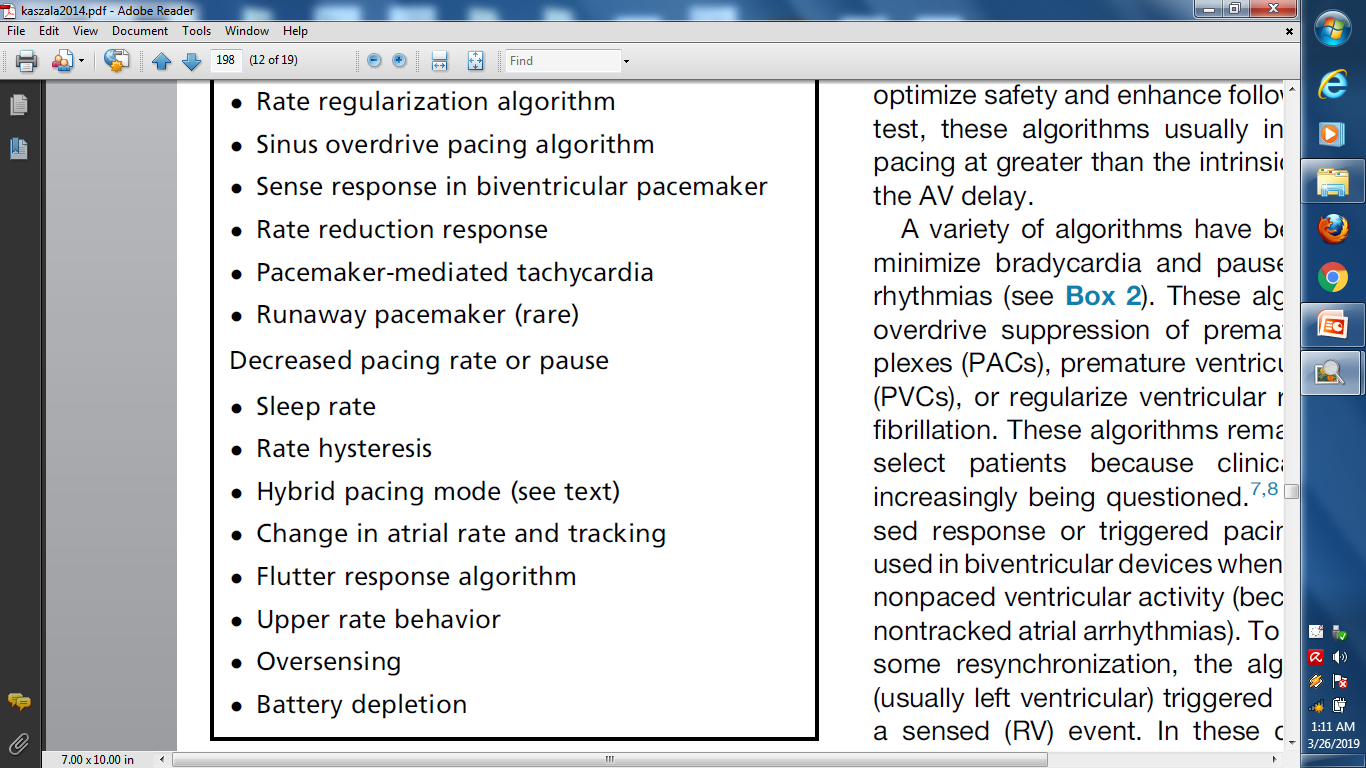 kaszala2014.pdf - Adobe Reader
File Edit View Document Tools Window Help
198 (12 of 19) Find
• Rate regularization algorithm
• Sinus overdrive pacing algorithm
• Sense response in biventricular pacemaker
• Rate reduction response
• Pacemaker-mediated tachycardia
• Runaway pacemaker (rare)
Decreased pacing rate or pause
• Sleep rate
• Rate hysteresis
• Hybrid pacing mode (see text)
• Change in atrial rate and tracking
• Flutter response algorithm
• Upper rate behavior
• Oversensing
• Battery depletion
optimize safety and enhance follow
test, these algorithms usually in
pacing at greater than the intrinsi
the AV delay.
A variety of algorithms have be
minimize bradycardia and pause
rhythmias (see Box 2). These alg
overdrive suppression of prema
plexes (PACs), premature ventricu
(PVCs), or regularize ventricular r
fibrillation. These algorithms rema
select patients because clinica
increasingly being questioned.7,8
sed response or triggered pacin
used in biventricular devices when
nonpaced ventricular activity (bec
nontracked atrial arrhythmias). To
some resynchronization, the alg
(usually left ventricular) triggered
a sensed (RV) event. In these c
7.00 x 10.00 in
1:11 AM
3/26/2019